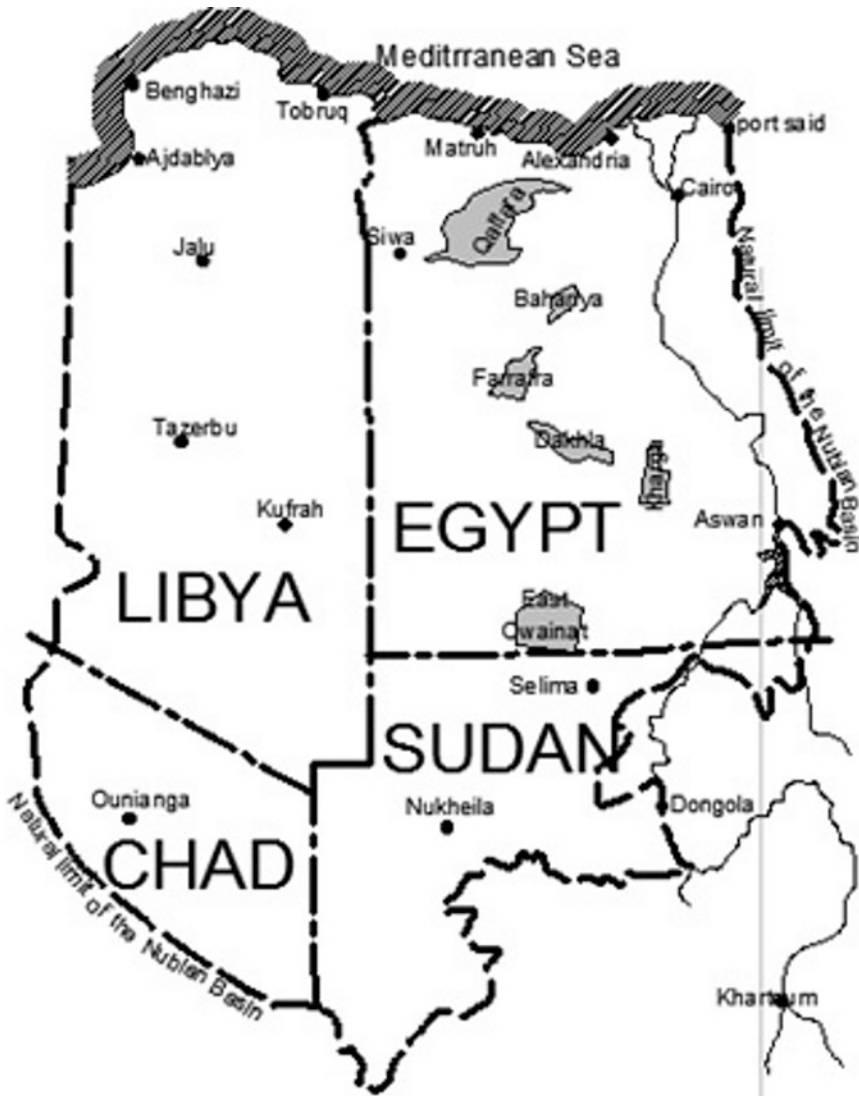 Meditrranean Sea
Benghazi
Tobruq
Matruh
Alexandria
port said
Ajdablya
Cairo
Jalu
Siwa
Qattara
Bahariya
Natural limit of the Nubian Basin
Farrafra
Tazerbu
Dakhla
Kharga
Kufrah
EGYPT
Aswan
LIBYA
East
Owainat
Selima
SUDAN
Ounianga
Nukheila
Dongola
CHAD
Natural limit
of the Nubian Basin
Khartoum